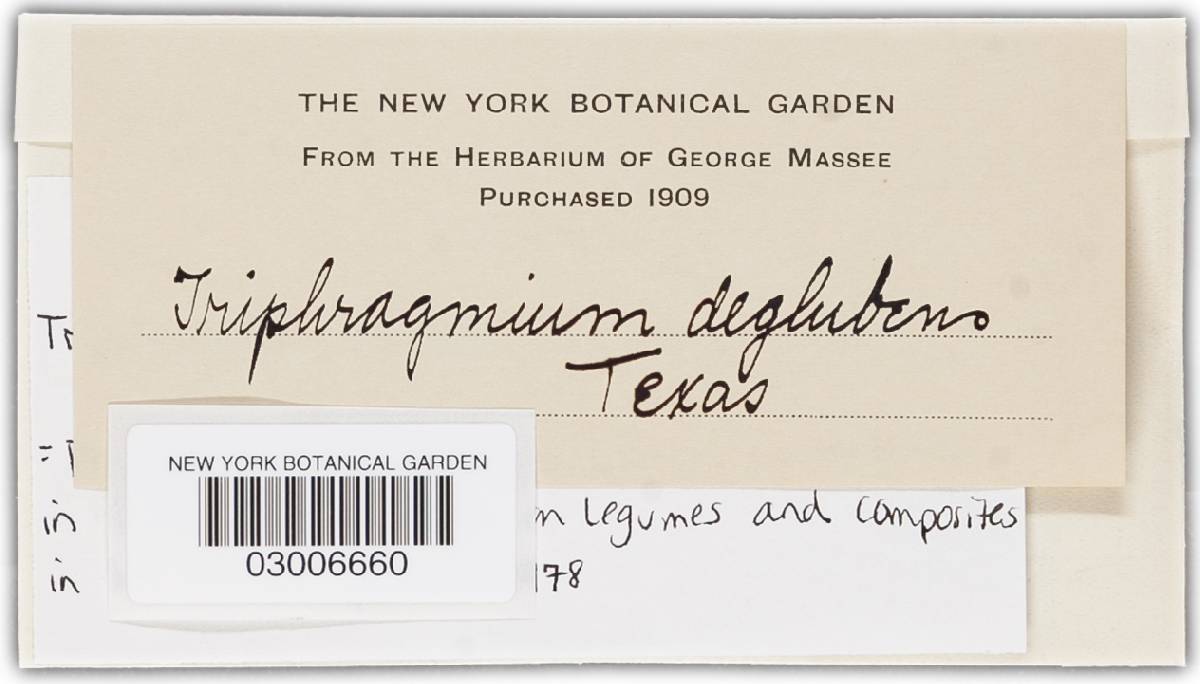 THE NEW YORK BOTANICAL GARDEN
FROM THE HERBARIUM OF GEORGE MASSEE
PURCHASED 1909
Triphragmium deglubens
Texas
Tr
=
in
in
NEW YORK BOTANICAL GARDEN
03006660
legumes and composites
178